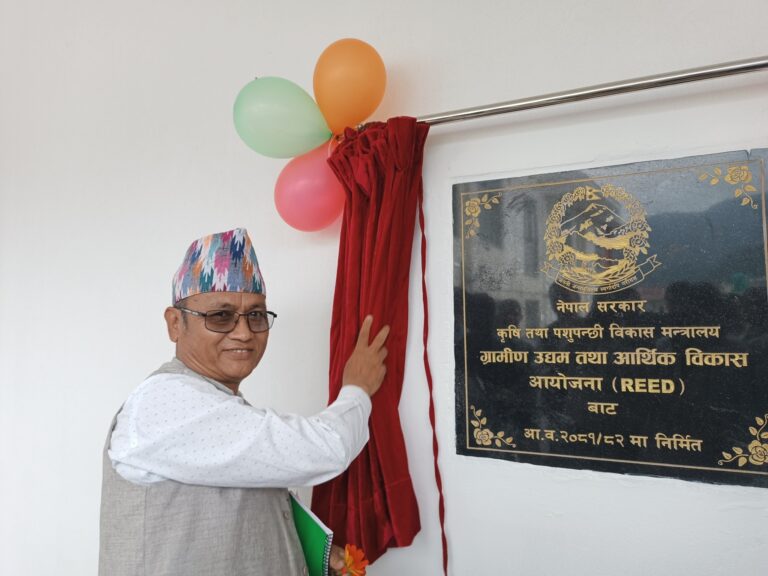 नेपाल सरकार
कृषि तथा पशुपन्छी विकास मन्त्रालय
ग्रामीण उद्यम तथा आर्थिक विकास
आयोजना (REED)
बाट
आ.व.२०८१/८२ मा निर्मित